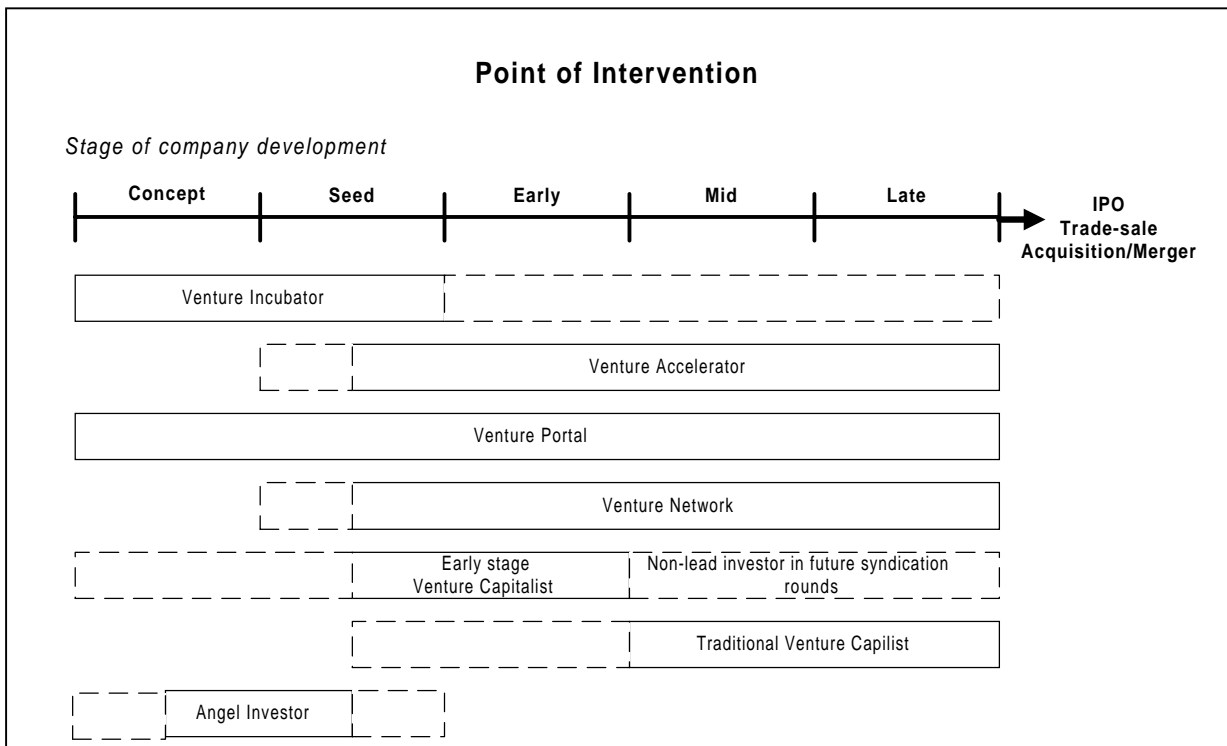 Point of Intervention
Stage of company development
Concept
Seed
Early
Mid
Late
IPO
Trade-sale
Acquisition/Merger
Venture Incubator
Venture Accelerator
Venture Portal
Venture Network
Early stage
Venture Capitalist
Non-lead investor in future syndication
rounds
Traditional Venture Capilist
Angel Investor